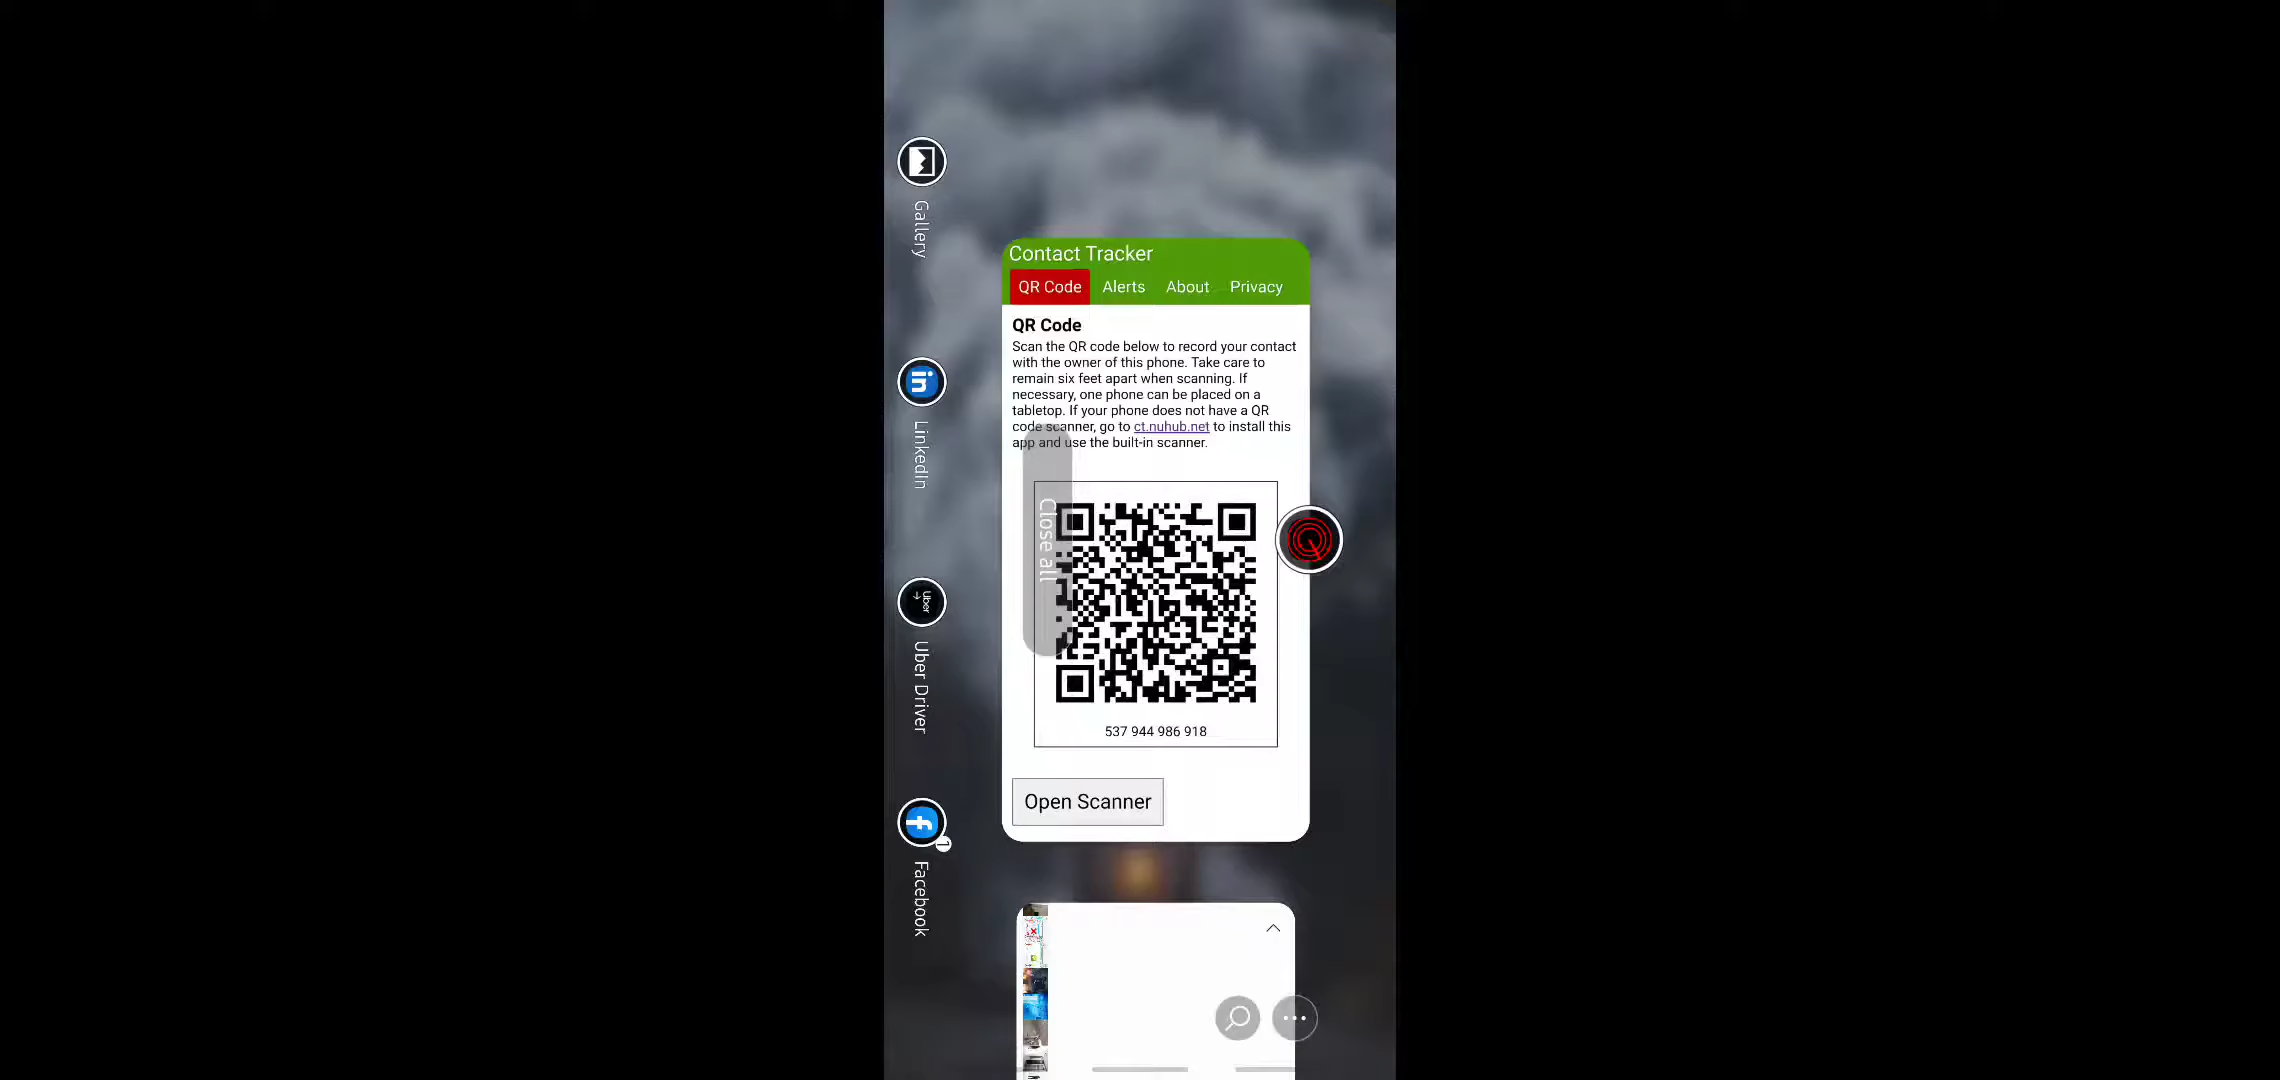 Contact Tracker
QR Code Alerts About Privacy
QR Code
Scan the QR code below to record your contact
with the owner of this phone. Take care to
remain six feet apart when scanning. If
necessary, one phone can be placed on a
tabletop. If your phone does not have a QR
code scanner, go to ct.nuhub.net to install this
app and use the built-in scanner.
Close all
537 944 986 918
Open Scanner
Gallery
in
LinkedIn
Uber
Uber Driver
f
1
Facebook